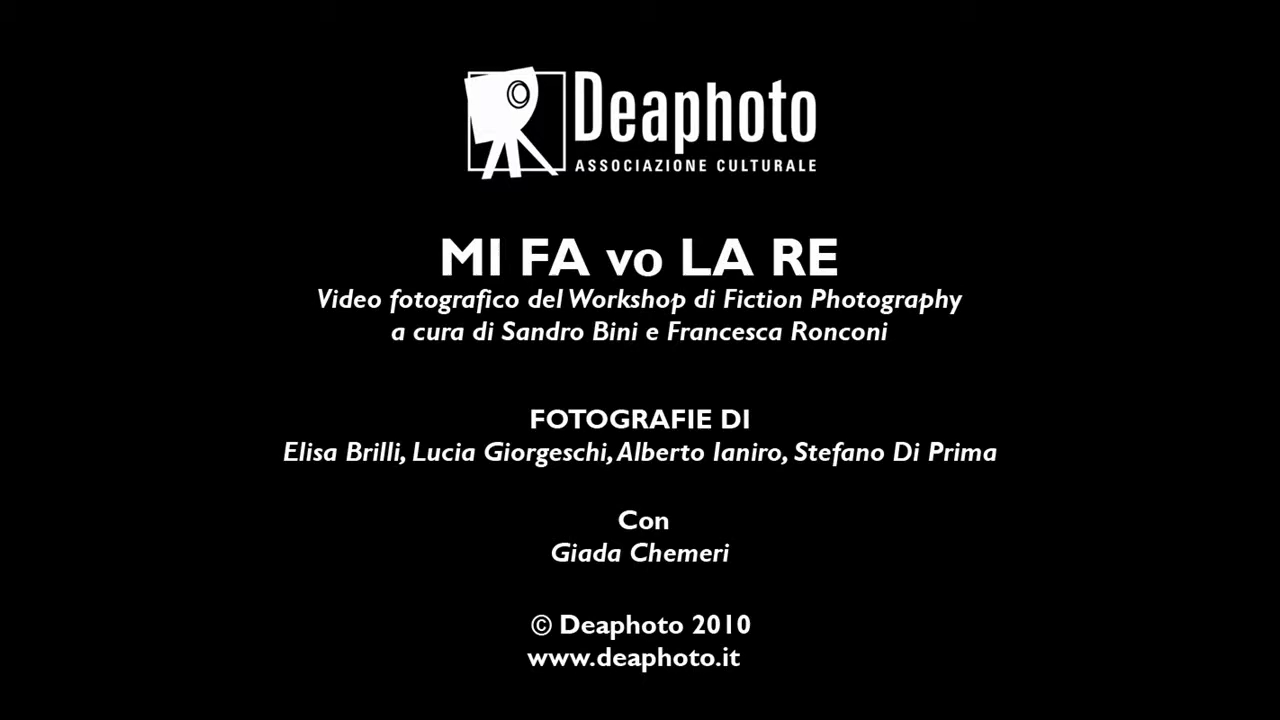 Deaphoto
ASSOCIAZIONE CULTURALE
MI FA vo LA RE
Video fotografico del Workshop di Fiction Photography
a cura di Sandro Bini e Francesca Ronconi
FOTOGRAFIE DI
Elisa Brilli, Lucia Giorgeschi, Alberto Ianiro, Stefano Di Prima
Con
Giada Chemeri
© Deaphoto 2010
www.deaphoto.it